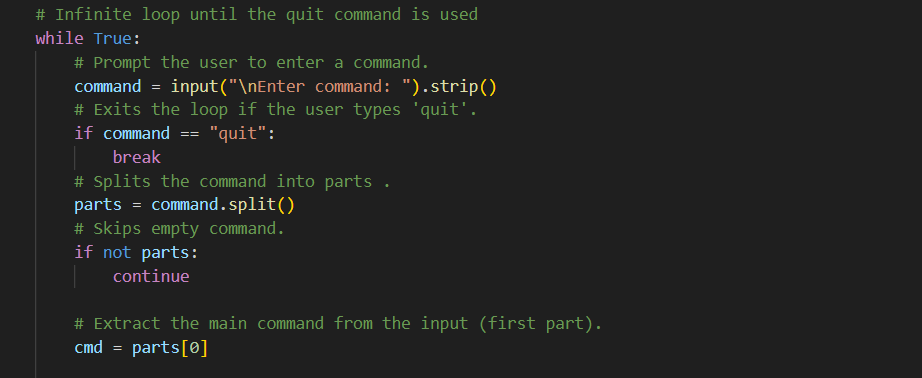 # Infinite loop until the quit command is used
while True:
    # Prompt the user to enter a command.
    command = input("\nEnter command: ").strip()
    # Exits the loop if the user types 'quit'.
    if command == "quit":
        break
    # Splits the command into parts .
    parts = command.split()
    # Skips empty command.
    if not parts:
        continue

    # Extract the main command from the input (first part).
    cmd = parts[0]